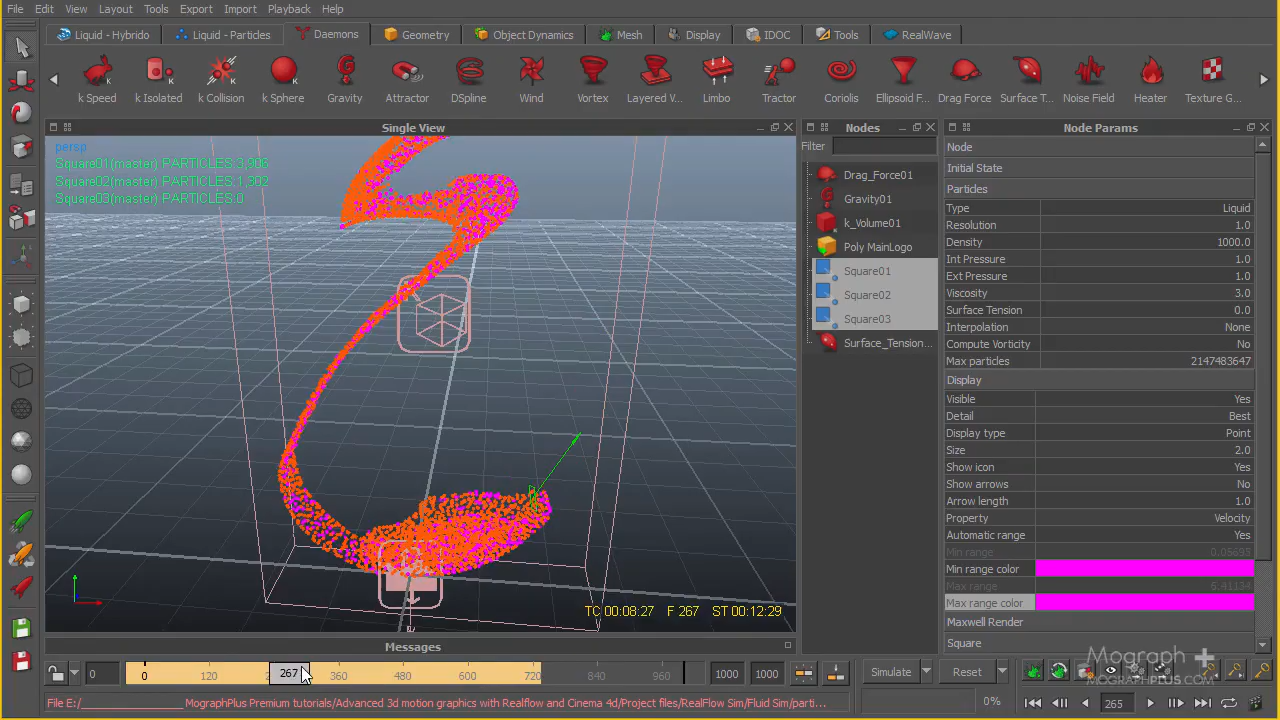 File Edit View Layout Tools Export Import Playback Help
Liquid - Hybrido Liquid - Particles Daemons Geometry Object Dynamics Mesh Display IDOC Tools RealWave
k Speed k Isolated k Collision k Sphere Gravity Attractor DSpline Wind Vortex Layered V... Limbo Tractor Coriolis Ellipsoid F... Drag Force Surface T... Noise Field Heater Texture G...
Single View
Nodes
Node Params
persp
Square01(master) PARTICLES:3,906
Square02(master) PARTICLES:1,302
Square03(master) PARTICLES:0
TC 00:08:27 F 267 ST 00:12:29
Filter
Drag_Force01
Gravity01
k_Volume01
Poly MainLogo
Square01
Square02
Square03
Surface_Tension...
Node
Initial State
Particles
Type Liquid
Resolution 1.0
Density 1000.0
Int Pressure 1.0
Ext Pressure 1.0
Viscosity 3.0
Surface Tension 0.0
Interpolation None
Compute Vorticity No
Max particles 2147483647
Display
Visible Yes
Detail Best
Display type Point
Size 2.0
Show icon Yes
Show arrows No
Arrow length 1.0
Property Velocity
Automatic range Yes
Min range 0.05693
Min range color
Max range 5.41134
Max range color
Maxwell Render
Square
Messages
0 0 120 267 360 480 600 720 840 960 1000 1000
Simulate Reset
Mograph
MOGRAPHPLUS.COM
File E:/ MographPlus Premium tutorials/Advanced 3d motion graphics with Realflow and Cinema 4d/Project files/RealFlow Sim/Fluid Sim/parti...
0%
265